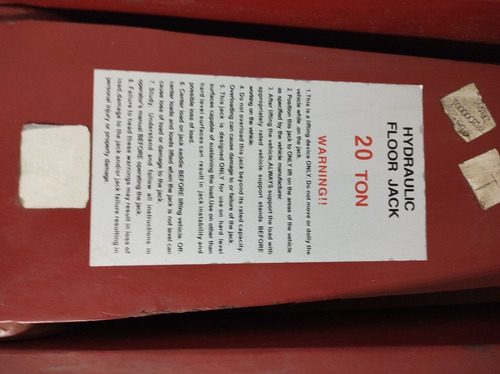 HYDRAULIC
FLOOR JACK
20 TON
WARNING!!
1. This is a lifting device ONLY. Do not move or dolly the
vehicle while on the jack.
2. Position this jack to ONLY lift on the areas of the vehicle
as specified by the vehicle manufacturer.
3. After lifting the vehicle,ALWAYS support the load with
appropriately rated vehicle support stands BEFORE
working on the vehicle.
4. Do not overload this jack beyond its rated capacity.
Overloading can cause damage to or failure of the jack.
5. This jack is designed ONLY for use on hard level
surfaces capable of sustaining the load.Use on other than
hard level surfaces can result in jack instability and
possible loss of load.
6. Center load on jack saddle BEFORE lifting vehicle. Off-
center loads and loads lifted when the jack is not level can
cause loss of load or damage to the jack.
7. Study, Understand and follow all instructions in
operator's manual BEFORE operating the jack.
8. Failure to head these warnings may result in loss of
load,damage to the jack and/or jack failure resulting in
personal injury or property damage.